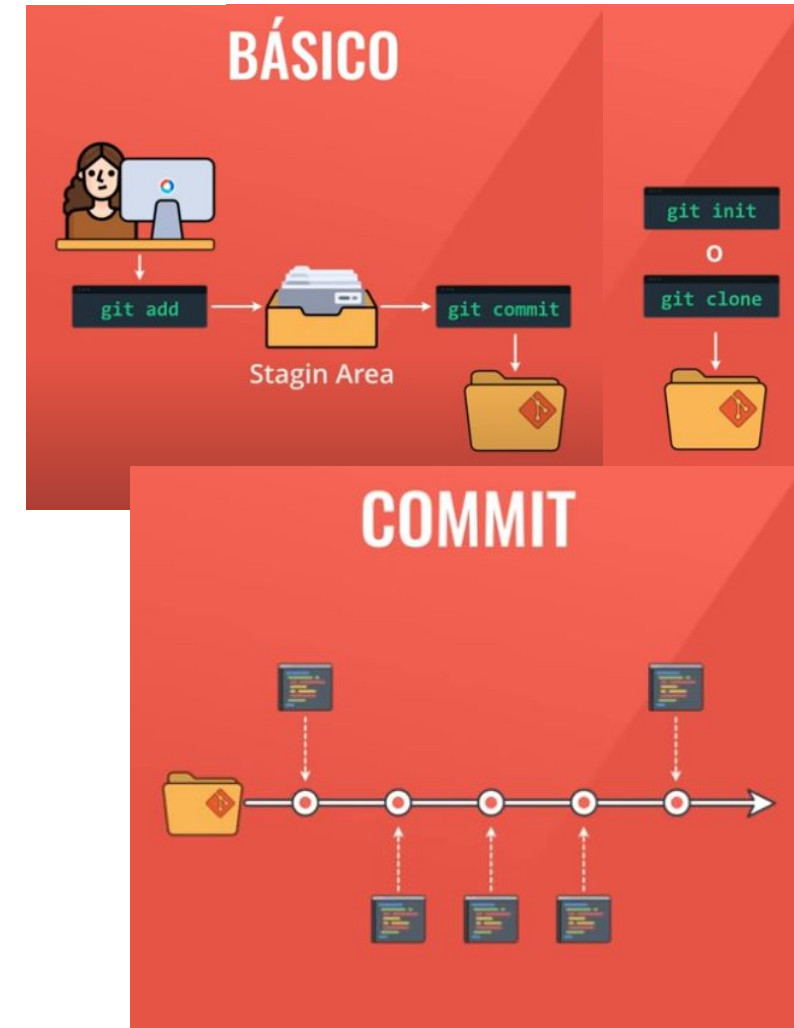 BÁSICO
git add
Stagin Area
git commit
git init
O
git clone
COMMIT